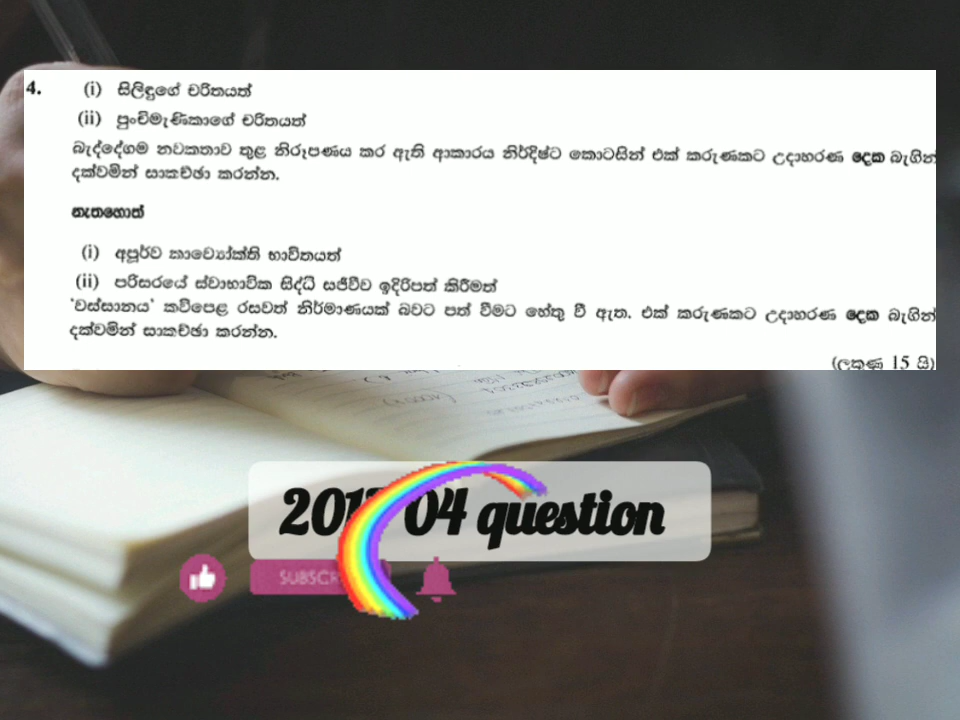 4. (i) සිලිඳුගේ චරිතයත්
(ii) පුංචිමැණිකාගේ චරිතයත්
බැද්දේගම නවකතාව තුළ නිරූපණය කර ඇති ආකාරය නිර්දිෂ්ට කොටසින් එක් කරුණකට උදාහරණ දෙක බැගින්
දක්වමින් සාකච්ඡා කරන්න.
නැතහොත්
(i) අපූර්ව කාව්‍යෝක්ති භාවිතයත්
(ii) පරිසරයේ ස්වාභාවික සිද්ධි සජීවීව ඉදිරිපත් කිරීමත්
'වස්සානය' කවිපෙළ රසවත් නිර්මාණයක් බවට පත් වීමට හේතු වී ඇත. එක් කරුණකට උදාහරණ දෙක බැගින්
දක්වමින් සාකච්ඡා කරන්න.
(ලකුණු 15 යි)
04 question